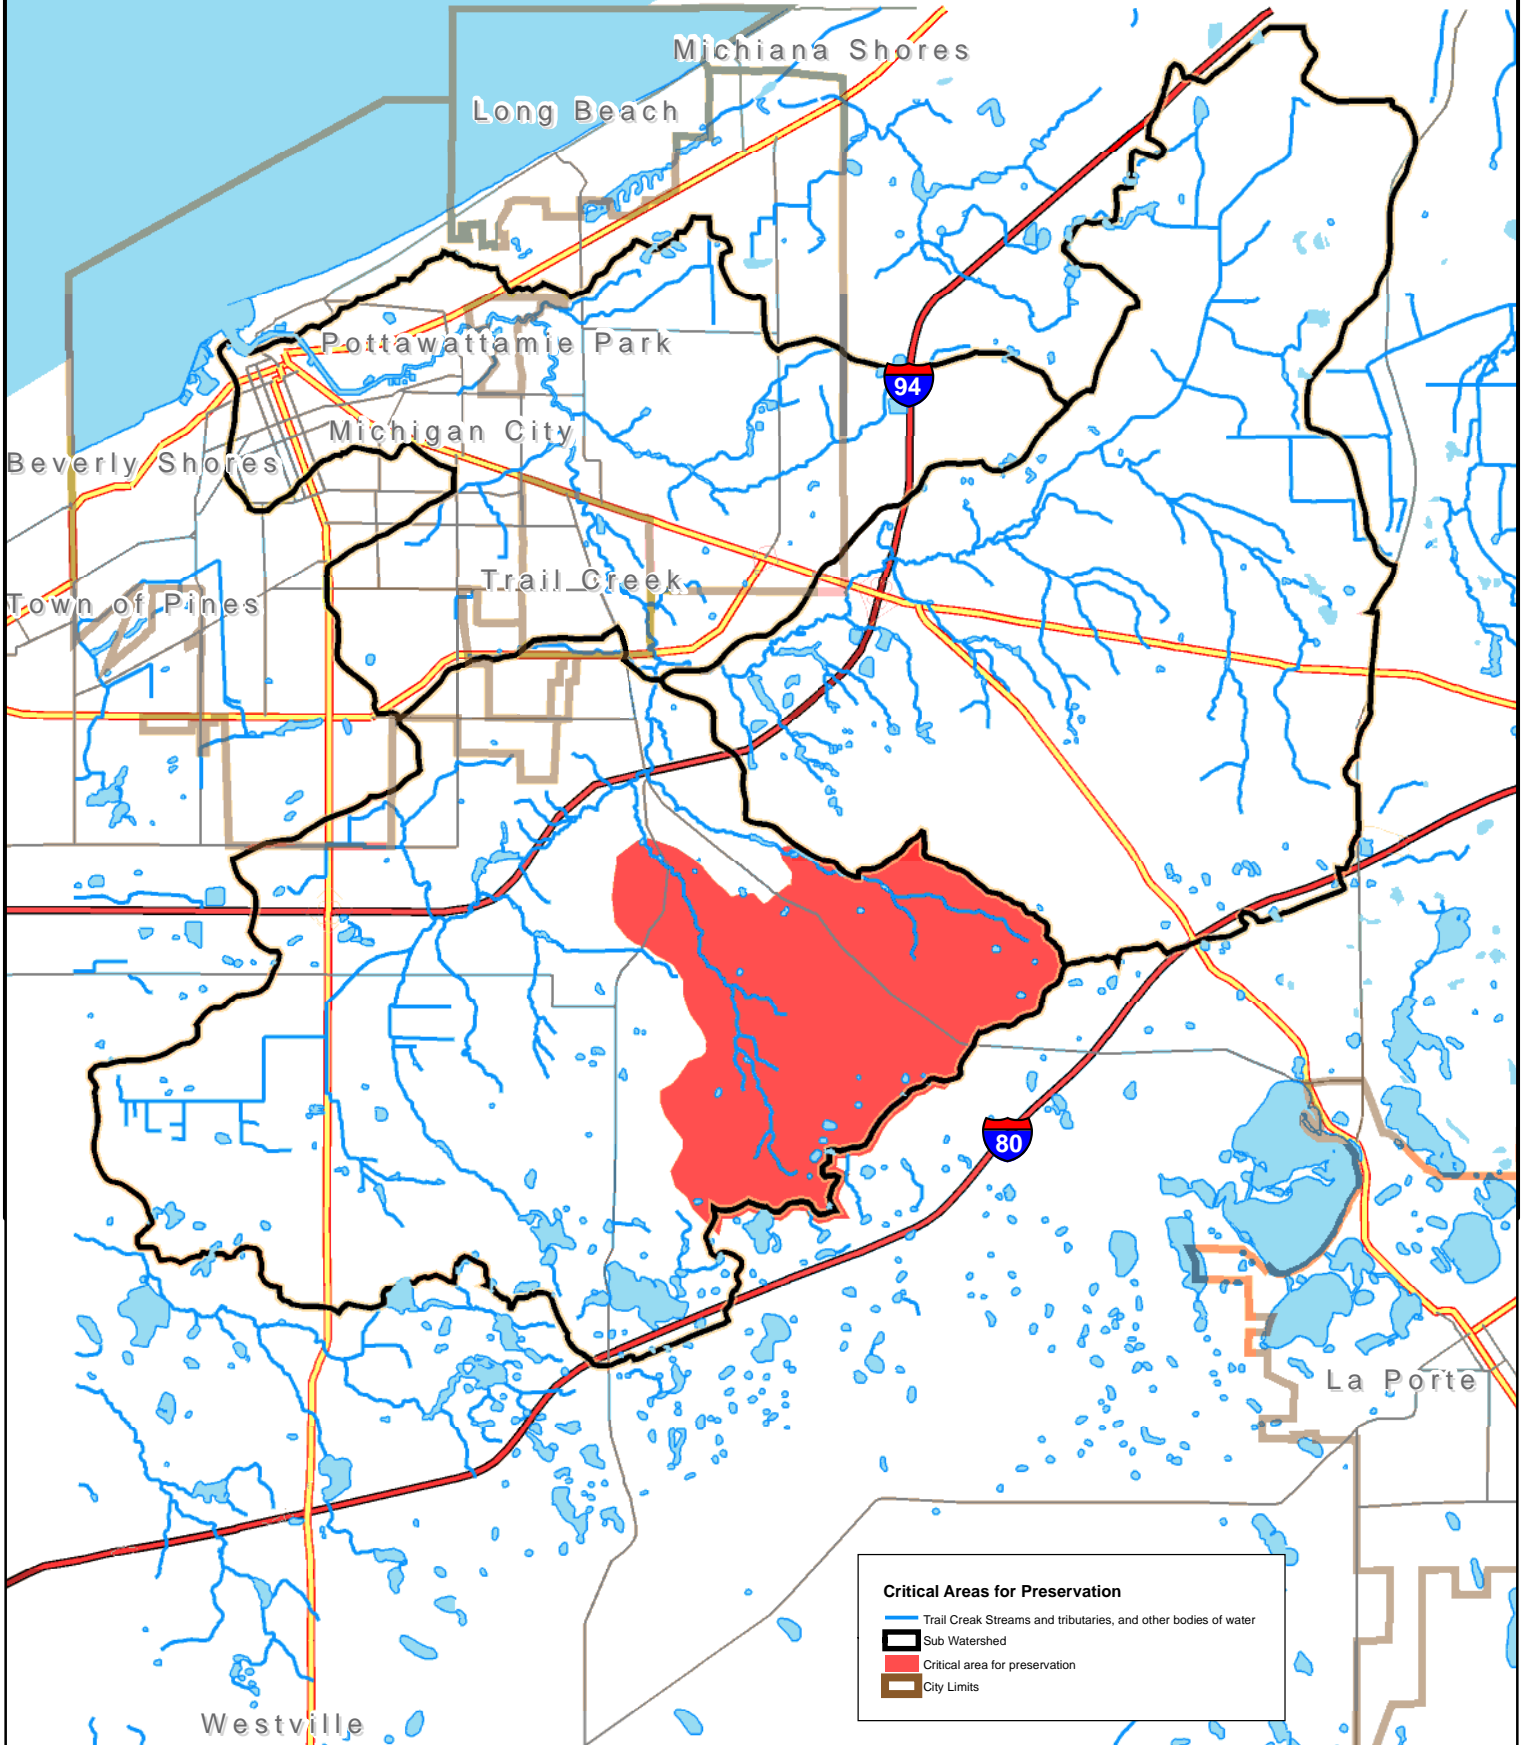 Michiana Shores
Long Beach
Pottawattamie Park
94
Michigan City
Beverly Shores
Trail Creek
Town of Pines
80
La Porte
Critical Areas for Preservation
Trail Creak Streams and tributaries, and other bodies of water
Sub Watershed
Critical area for preservation
City Limits
Westville